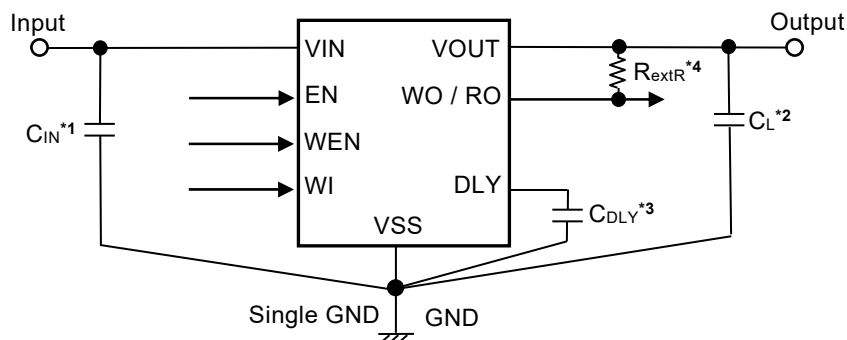 Input
Output
VIN
VOUT
EN
WO / RO
RextR*4
WEN
CIN*1
CL*2
WI
DLY
CDLY*3
VSS
Single GND
GND